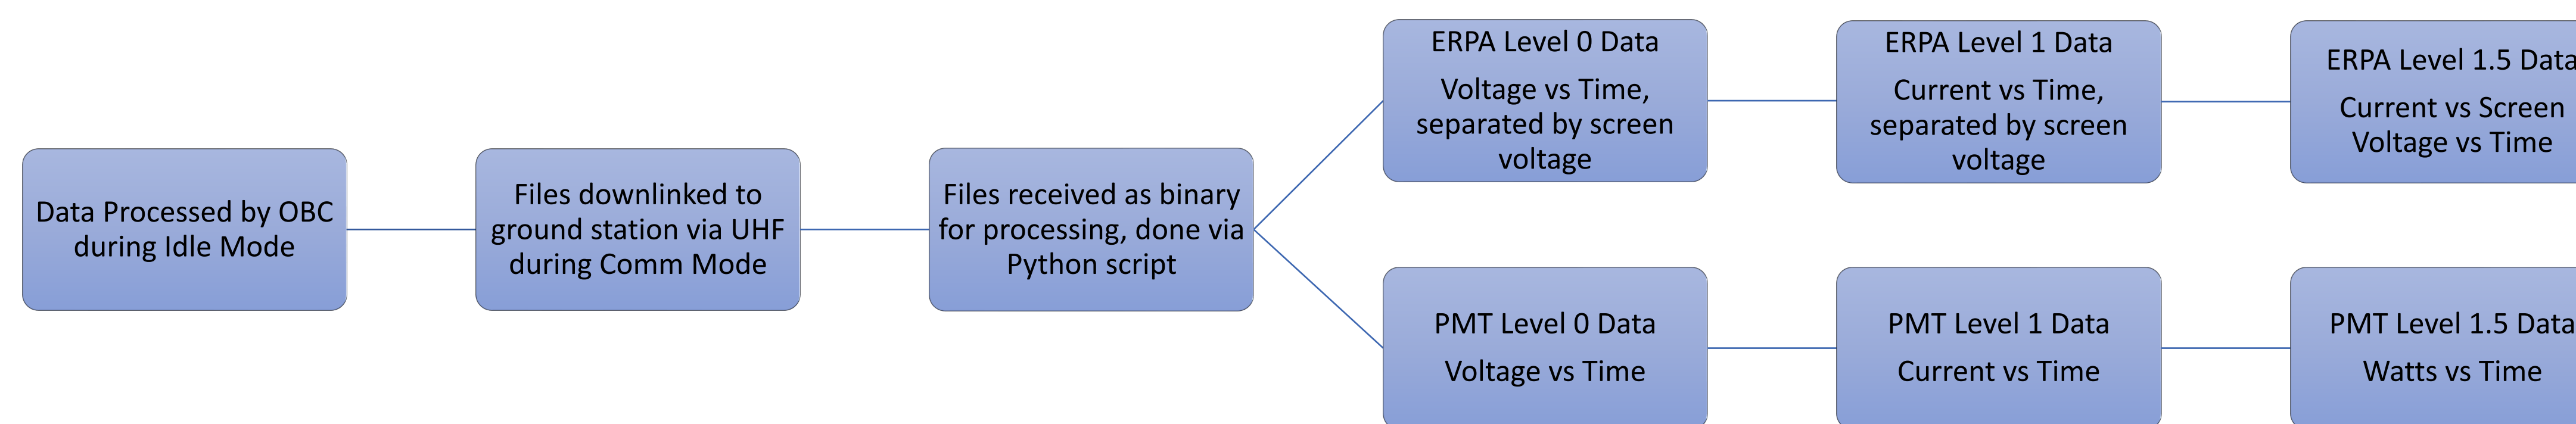 Data Processed by OBC
during Idle Mode
Files downlinked to
ground station via UHF
during Comm Mode
Files received as binary
for processing, done via
Python script
ERPA Level 0 Data
Voltage vs Time,
separated by screen
voltage
ERPA Level 1 Data
Current vs Time,
separated by screen
voltage
ERPA Level 1.5 Data
Current vs Screen
Voltage vs Time
PMT Level 0 Data
Voltage vs Time
PMT Level 1 Data
Current vs Time
PMT Level 1.5 Data
Watts vs Time